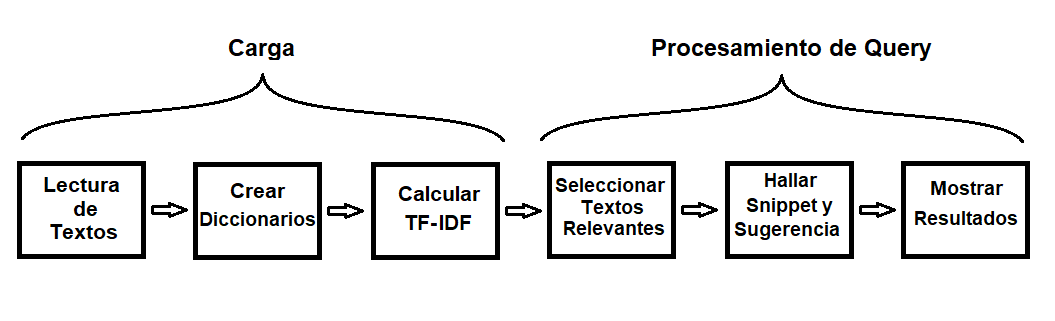 Carga
Procesamiento de Query
Lectura
de
Textos
Crear
Diccionarios
Calcular
TF-IDF
Seleccionar
Textos
Relevantes
Hallar
Snippet y
Sugerencia
Mostrar
Resultados